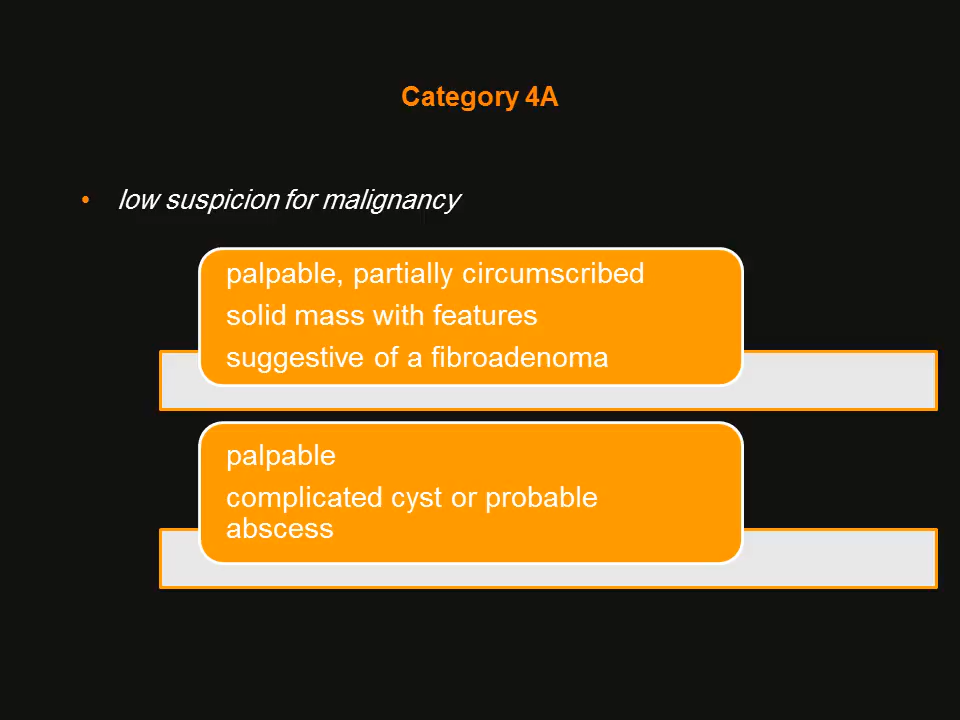 Category 4A
• low suspicion for malignancy
palpable, partially circumscribed
solid mass with features
suggestive of a fibroadenoma
palpable
complicated cyst or probable
abscess